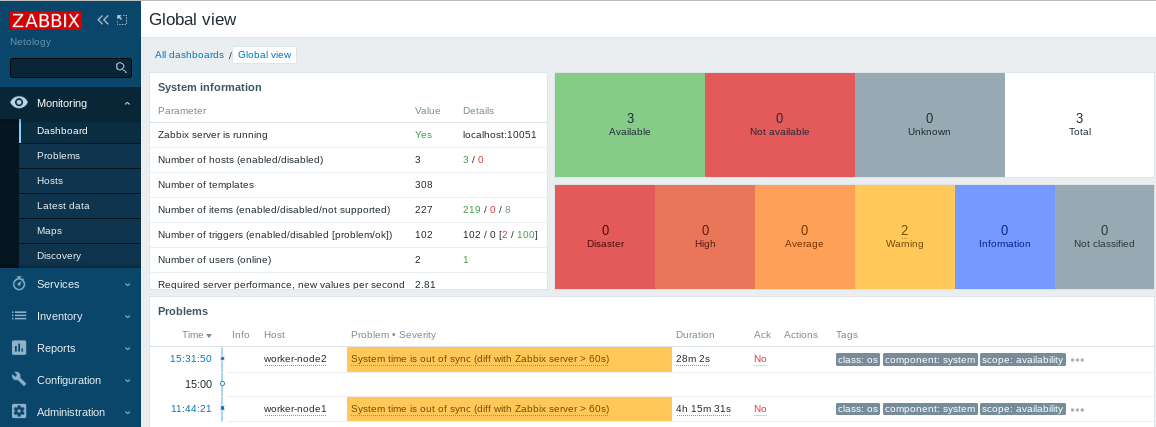 ZABBIX
Netology
Monitoring
Dashboard
Problems
Hosts
Latest data
Maps
Discovery
Services
Inventory
Reports
Configuration
Administration
Global view
All dashboards / Global view
System information
Parameter Value Details
Zabbix server is running Yes localhost:10051
Number of hosts (enabled/disabled) 3 3 / 0
Number of templates 308
Number of items (enabled/disabled/not supported) 227 219 / 0 / 8
Number of triggers (enabled/disabled [problem/ok]) 102 102 / 0 [2 / 100]
Number of users (online) 2 1
Required server performance, new values per second 2.81
3 0 0 3
Available Not available Unknown Total
0 0 0 2 0 0
Disaster High Average Warning Information Not classified
Problems
Time Info Host Problem • Severity Duration Ack Actions Tags
15:31:50 worker-node2 System time is out of sync (diff with Zabbix server > 60s) 28m 2s No class: os component: system scope: availability •••
15:00
11:44:21 worker-node1 System time is out of sync (diff with Zabbix server > 60s) 4h 15m 31s No class: os component: system scope: availability •••